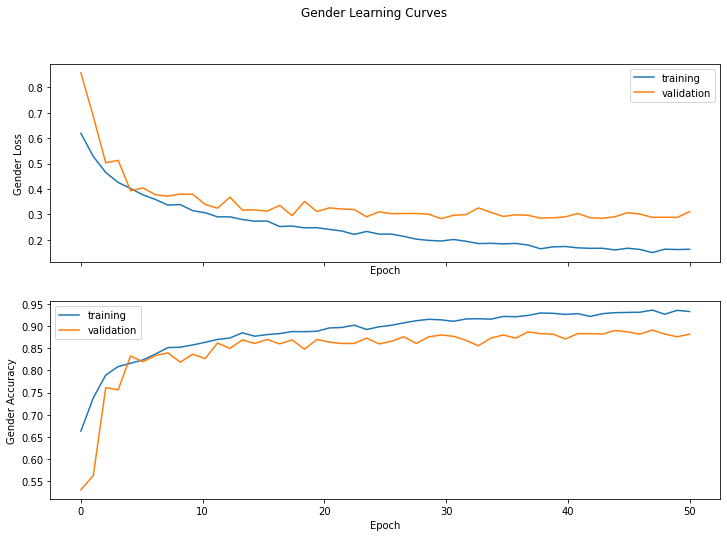 Gender Learning Curves
training
validation
0.8
0.7
0.6
0.5
0.4
0.3
0.2
Gender Loss
Epoch
training
validation
0.95
0.90
0.85
0.80
0.75
0.70
0.65
0.60
0.55
Gender Accuracy
0 10 20 30 40 50
Epoch